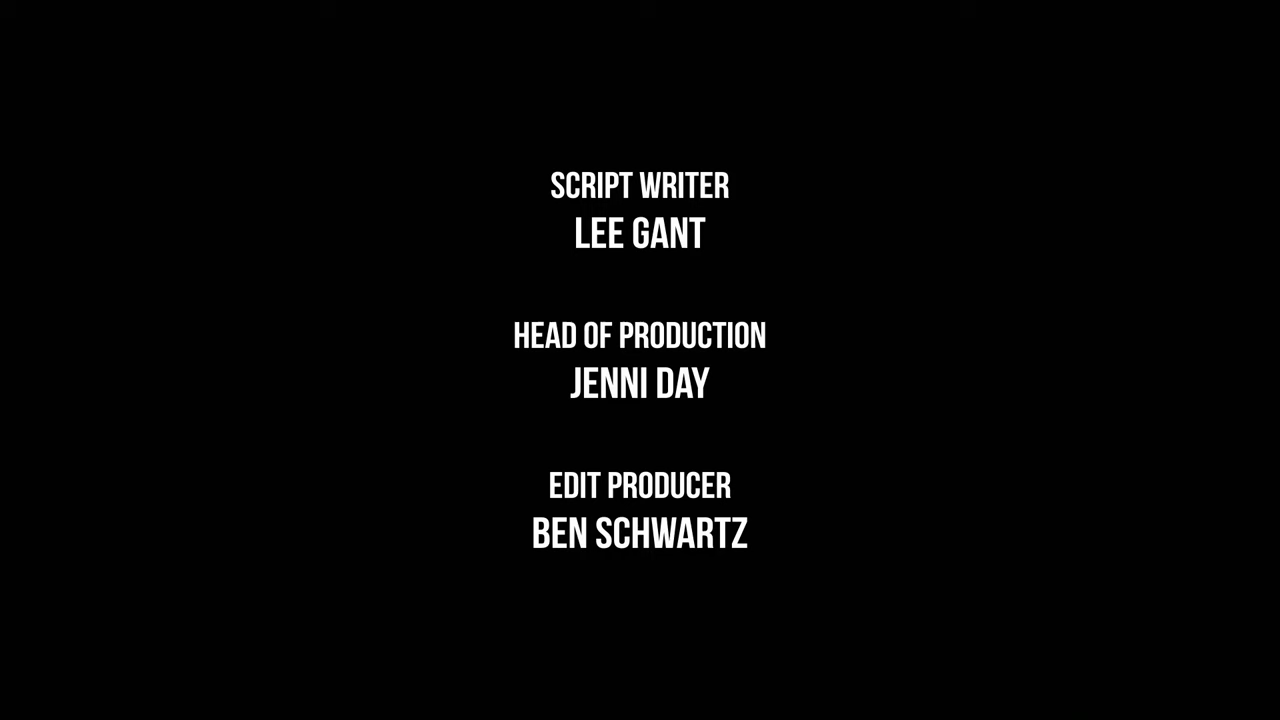 SCRIPT WRITER
LEE GANT
HEAD OF PRODUCTION
JENNI DAY
EDIT PRODUCER
BEN SCHWARTZ